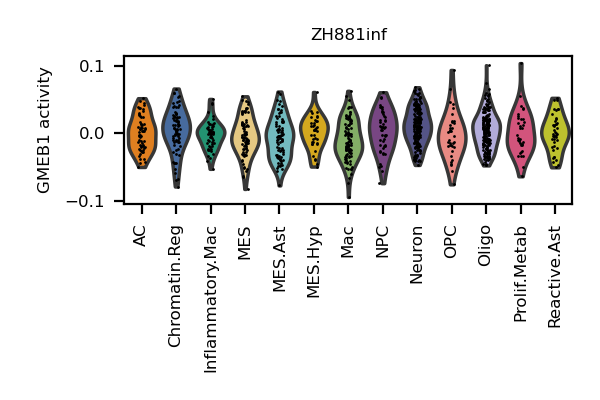 ZH881inf
GMEB1 activity
0.1
0.0
−0.1
AC
Chromatin.Reg
Inflammatory.Mac
MES
MES.Ast
MES.Hyp
Mac
NPC
Neuron
OPC
Oligo
Prolif.Metab
Reactive.Ast